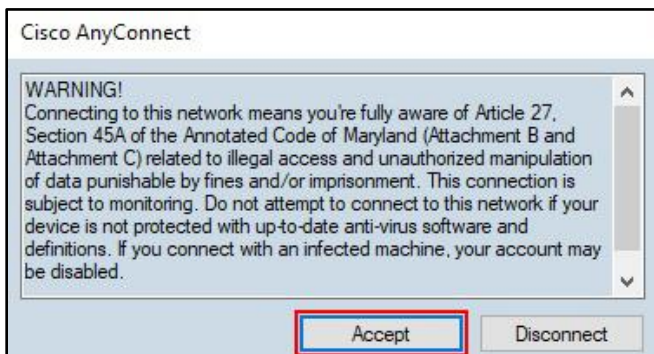 Cisco AnyConnect
WARNING!
Connecting to this network means you're fully aware of Article 27,
Section 45A of the Annotated Code of Maryland (Attachment B and
Attachment C) related to illegal access and unauthorized manipulation
of data punishable by fines and/or imprisonment. This connection is
subject to monitoring. Do not attempt to connect to this network if your
device is not protected with up-to-date anti-virus software and
definitions. If you connect with an infected machine, your account may
be disabled.
Accept Disconnect